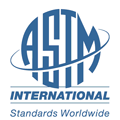 ASTM
INTERNATIONAL
Standards Worldwide